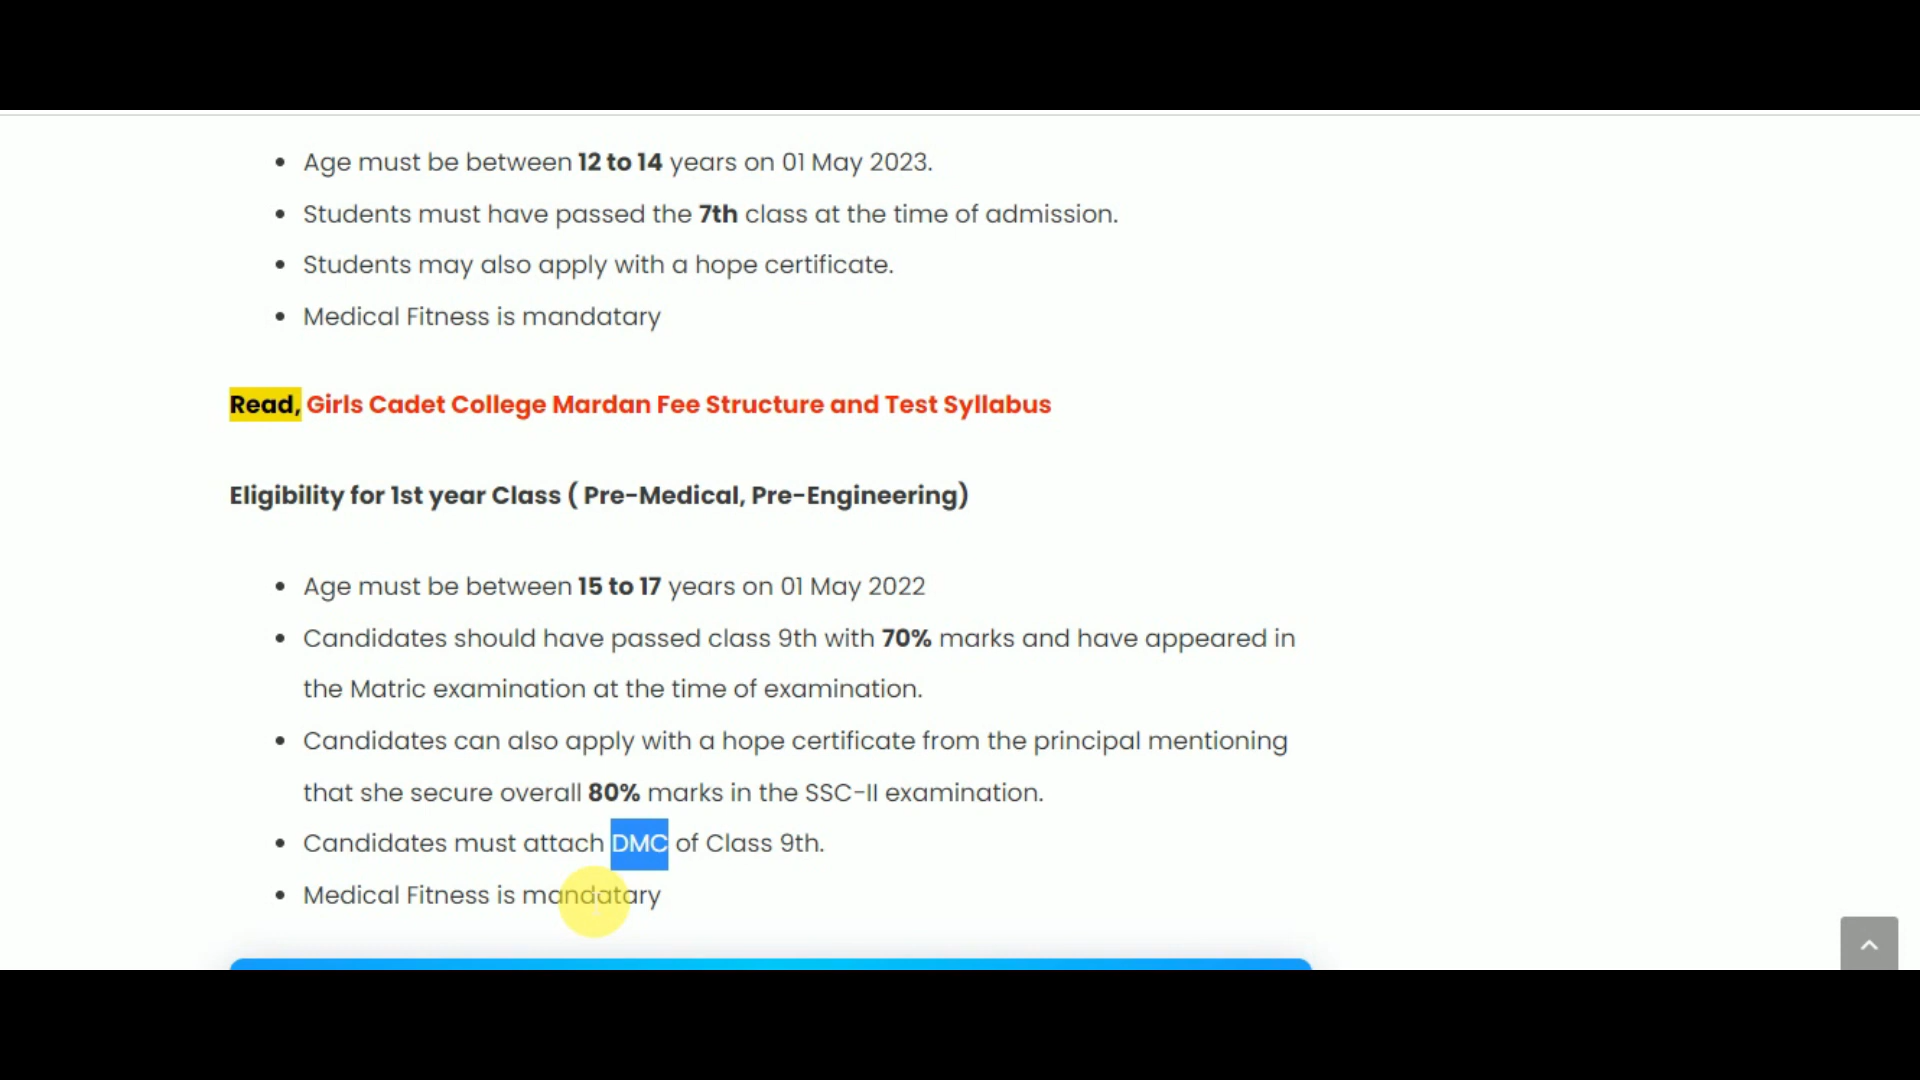 Age must be between 12 to 14 years on 01 May 2023.
Students must have passed the 7th class at the time of admission.
Students may also apply with a hope certificate.
Medical Fitness is mandatary
Read, Girls Cadet College Mardan Fee Structure and Test Syllabus
Eligibility for 1st year Class ( Pre-Medical, Pre-Engineering)
Age must be between 15 to 17 years on 01 May 2022
Candidates should have passed class 9th with 70% marks and have appeared in
the Matric examination at the time of examination.
Candidates can also apply with a hope certificate from the principal mentioning
that she secure overall 80% marks in the SSC-II examination.
Candidates must attach DMC of Class 9th.
Medical Fitness is mandatary